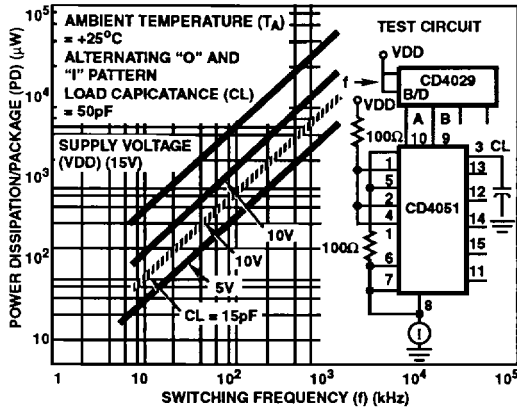 POWER DISSIPATION/PACKAGE (PD) (µW)
10⁵
10⁴
10³
10²
10
AMBIENT TEMPERATURE (TA)
= +25°C
ALTERNATING “O” AND
“I” PATTERN
LOAD CAPICATANCE (CL)
= 50pF
SUPPLY VOLTAGE
(VDD) (15V)
10V
10V
5V
CL = 15pF
1
10
10²
10³
10⁴
10⁵
SWITCHING FREQUENCY (f) (kHz)
TEST CIRCUIT
VDD
f
CD4029
B/D
VDD
A B
10 9
100Ω
3 CL
13
12
14
15
11
1
5
2
4
1
6
7
CD4051
100Ω
8
I